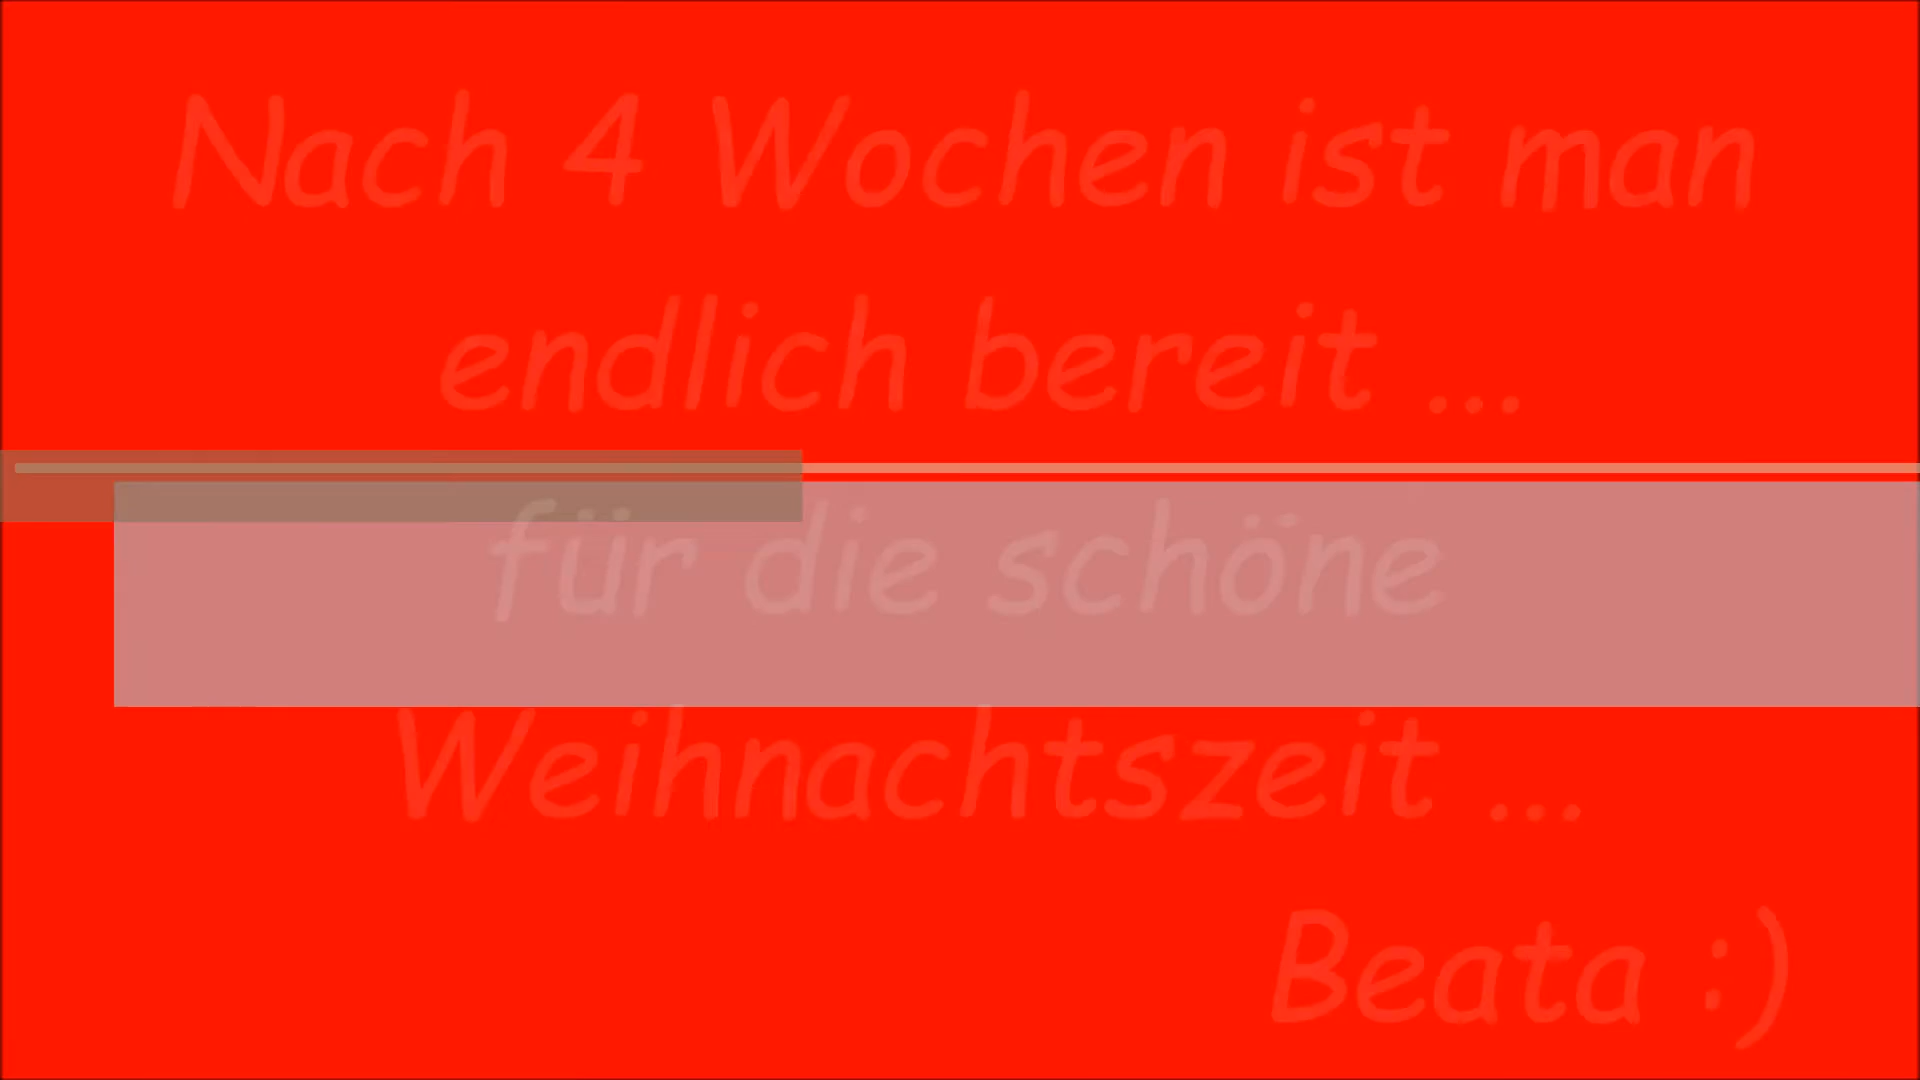 Nach 4 Wochen ist man
endlich bereit ...
für die schöne
Weihnachtszeit ...
Beata :)